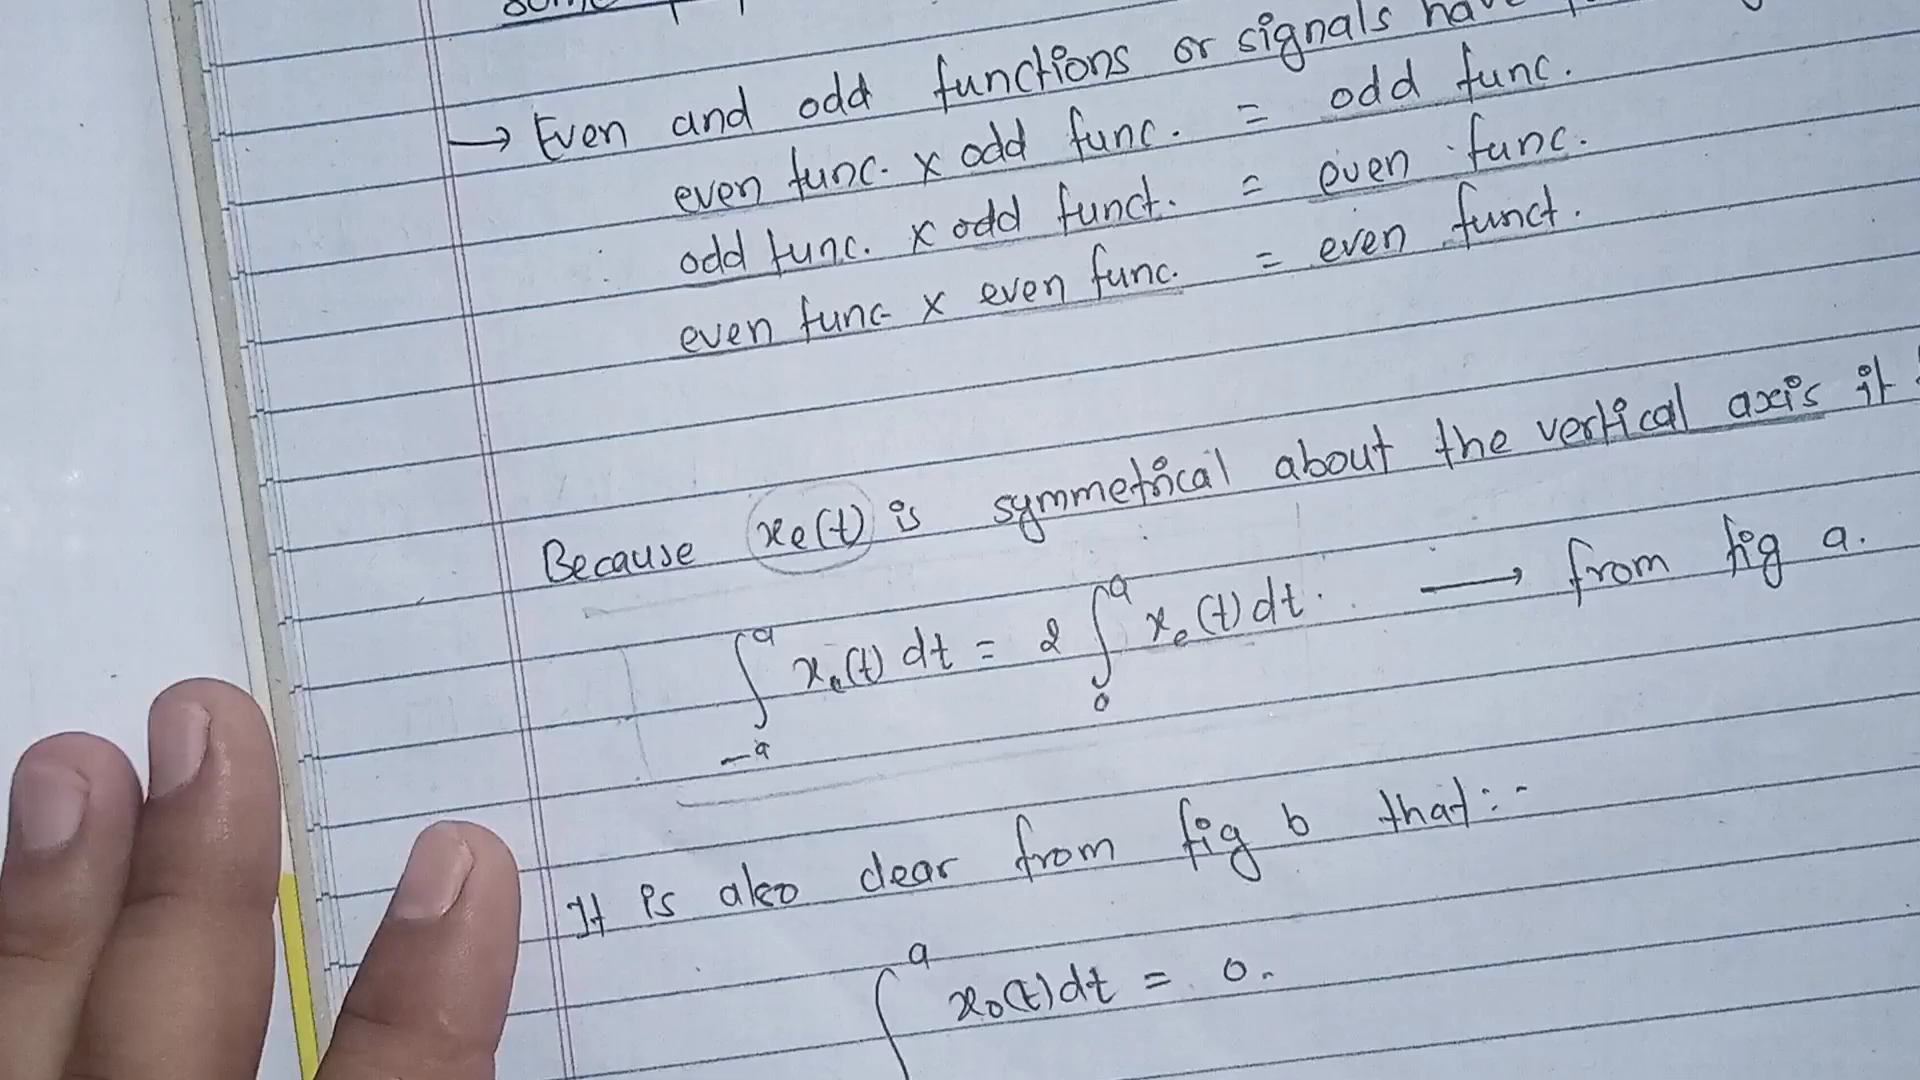 → Even and odd functions or signals have
even func. x odd func. = odd func.
odd func. x odd funct. = even func.
even func x even func. = even funct.
Because xe(t) is symmetrical about the vertical axis it
∫_{-a}^{a} xe(t) dt = 2 ∫_{0}^{a} xe(t) dt. → from fig a.
It is also clear from fig b that :-
∫^{a} xo(t) dt = 0.